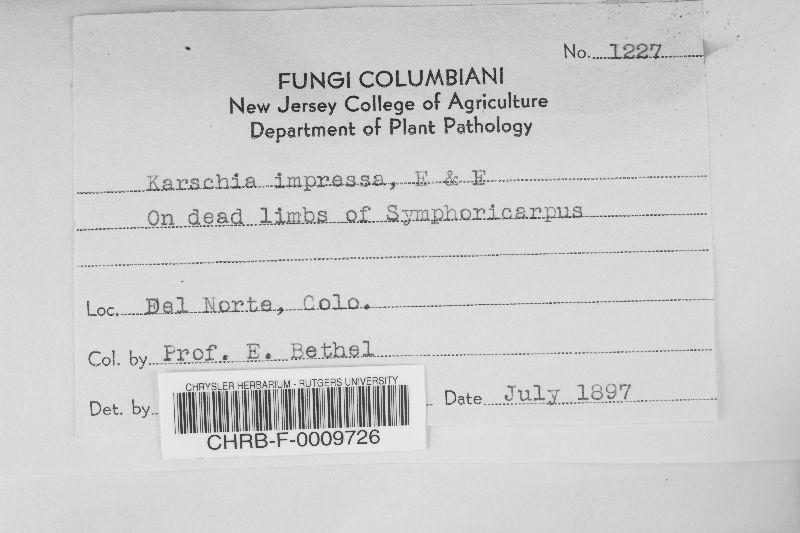 No. 1227
FUNGI COLUMBIANI
New Jersey College of Agriculture
Department of Plant Pathology
Karschia impressa, E & E
On dead limbs of Symphoricarpus
Loc. Del Norte, Colo.
Col. by Prof. E. Bethel
Det. by
Date July 1897
CHRYSLER HERBARIUM - RUTGERS UNIVERSITY
CHRB-F-0009726